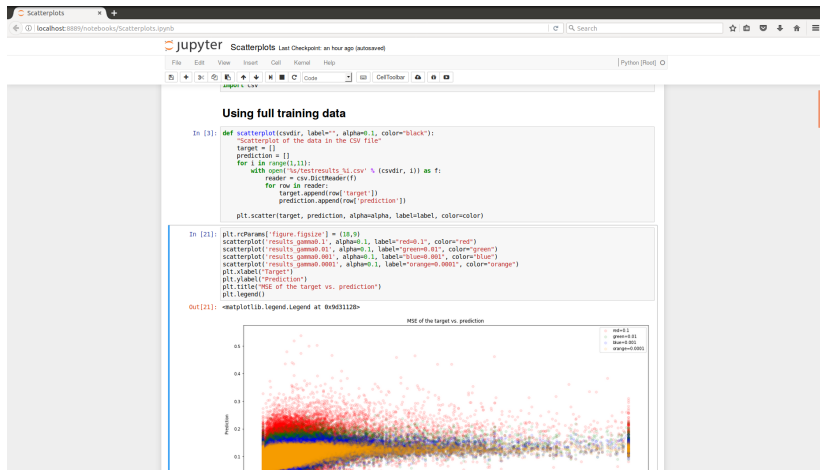 Scatterplots
localhost:8889/notebooks/Scatterplots.ipynb
Search
jupyter Scatterplots Last Checkpoint: an hour ago (autosaved)
File Edit View Insert Cell Kernel Help Python [Root]
Code CellToolbar
import csv
Using full training data
In [3]: def scatterplot(csvdir, label="", alpha=0.1, color="black"):
"Scatterplot of the data in the CSV file"
target = []
prediction = []
for i in range(1,11):
with open('%s/testresults_%i.csv' % (csvdir, i)) as f:
reader = csv.DictReader(f)
for row in reader:
target.append(row['target'])
prediction.append(row['prediction'])
plt.scatter(target, prediction, alpha=alpha, label=label, color=color)
In [21]: plt.rcParams['figure.figsize'] = (18,9)
scatterplot('results_gamma0.1', alpha=0.1, label="red=0.1", color="red")
scatterplot('results_gamma0.01', alpha=0.1, label="green=0.01", color="green")
scatterplot('results_gamma0.001', alpha=0.1, label="blue=0.001", color="blue")
scatterplot('results_gamma0.0001', alpha=0.1, label="orange=0.0001", color="orange")
plt.xlabel("Target")
plt.ylabel("Prediction")
plt.title("MSE of the target vs. prediction")
plt.legend()
Out[21]: <matplotlib.legend.Legend at 0x9d31128>
MSE of the target vs. prediction
red=0.1
green=0.01
blue=0.001
orange=0.0001
0.5
0.4
0.3
Prediction
0.2
0.1